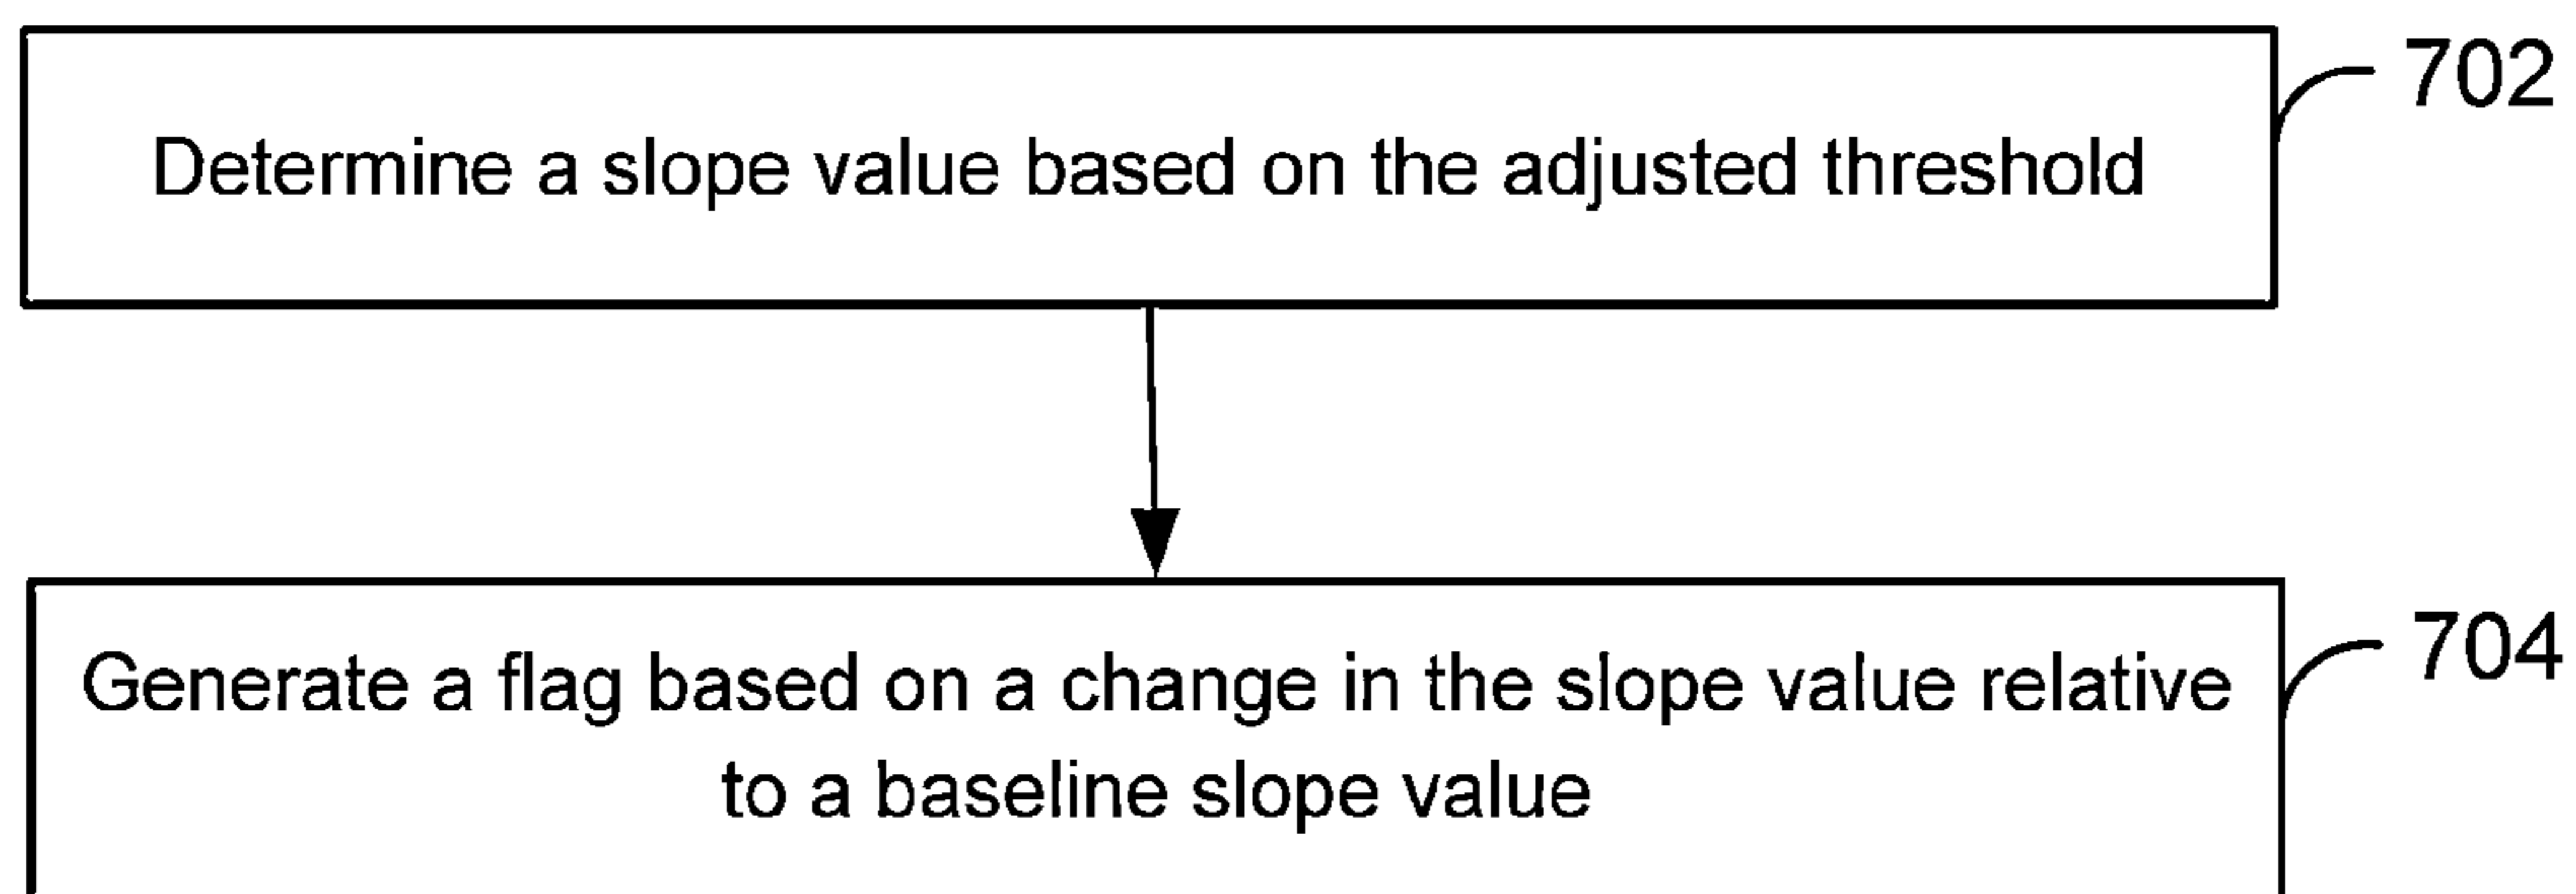 702
Determine a slope value based on the adjusted threshold
704
Generate a flag based on a change in the slope value relative
to a baseline slope value